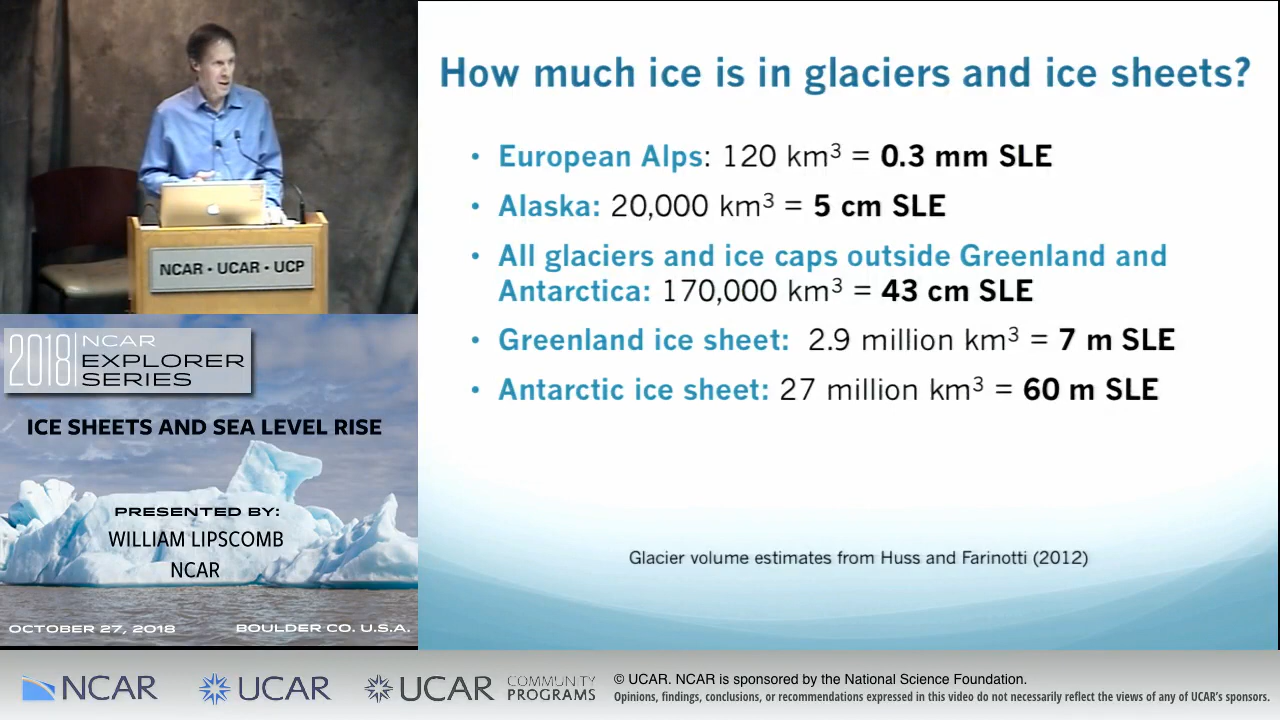 How much ice is in glaciers and ice sheets?
• European Alps: 120 km³ = 0.3 mm SLE
• Alaska: 20,000 km³ = 5 cm SLE
• All glaciers and ice caps outside Greenland and
Antarctica: 170,000 km³ = 43 cm SLE
• Greenland ice sheet: 2.9 million km³ = 7 m SLE
• Antarctic ice sheet: 27 million km³ = 60 m SLE
Glacier volume estimates from Huss and Farinotti (2012)
NCAR • UCAR • UCP
2018 NCAR
EXPLORER
SERIES
ICE SHEETS AND SEA LEVEL RISE
PRESENTED BY:
WILLIAM LIPSCOMB
NCAR
OCTOBER 27, 2018 BOULDER CO. U.S.A.
NCAR UCAR UCAR COMMUNITY
PROGRAMS
© UCAR. NCAR is sponsored by the National Science Foundation.
Opinions, findings, conclusions, or recommendations expressed in this video do not necessarily reflect the views of any of UCAR's sponsors.